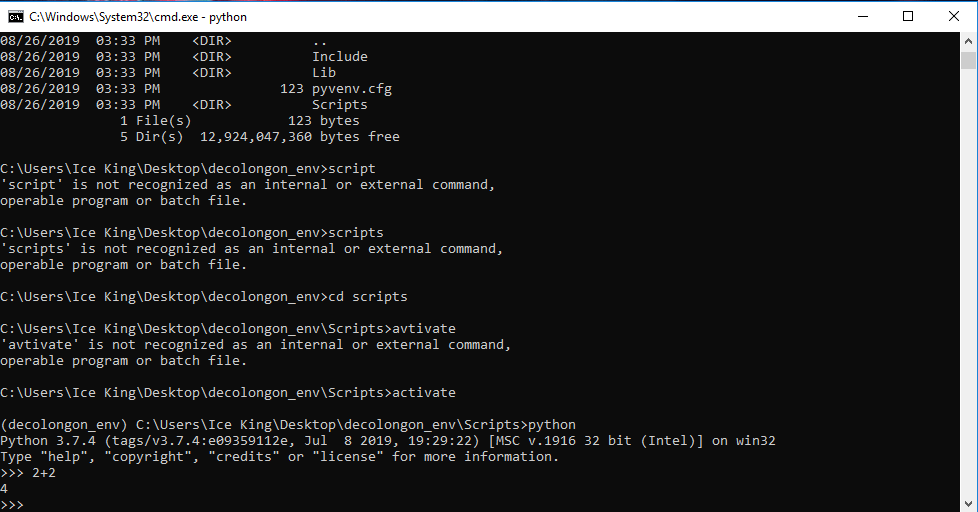 C:\Windows\System32\cmd.exe - python
08/26/2019  03:33 PM    <DIR>          ..
08/26/2019  03:33 PM    <DIR>          Include
08/26/2019  03:33 PM    <DIR>          Lib
08/26/2019  03:33 PM               123 pyvenv.cfg
08/26/2019  03:33 PM    <DIR>          Scripts
               1 File(s)            123 bytes
               5 Dir(s)  12,924,047,360 bytes free
C:\Users\Ice King\Desktop\decolongon_env>script
'script' is not recognized as an internal or external command,
operable program or batch file.
C:\Users\Ice King\Desktop\decolongon_env>scripts
'scripts' is not recognized as an internal or external command,
operable program or batch file.
C:\Users\Ice King\Desktop\decolongon_env>cd scripts
C:\Users\Ice King\Desktop\decolongon_env\Scripts>avtivate
'avtivate' is not recognized as an internal or external command,
operable program or batch file.
C:\Users\Ice King\Desktop\decolongon_env\Scripts>activate
(decolongon_env) C:\Users\Ice King\Desktop\decolongon_env\Scripts>python
Python 3.7.4 (tags/v3.7.4:e09359112e, Jul  8 2019, 19:29:22) [MSC v.1916 32 bit (Intel)] on win32
Type "help", "copyright", "credits" or "license" for more information.
>>> 2+2
4
>>>